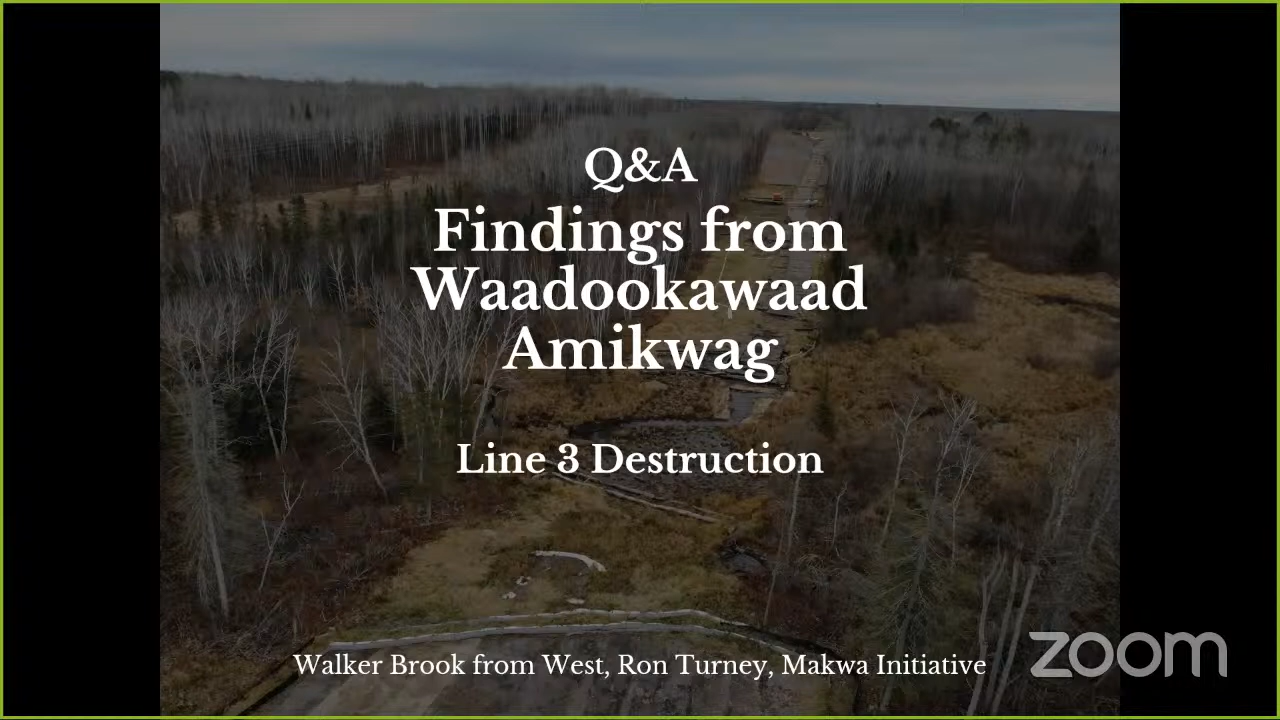 Q&A
Findings from
Waadookawaad
Amikwag
Line 3 Destruction
Walker Brook from West, Ron Turney, Makwa Initiative
zoom